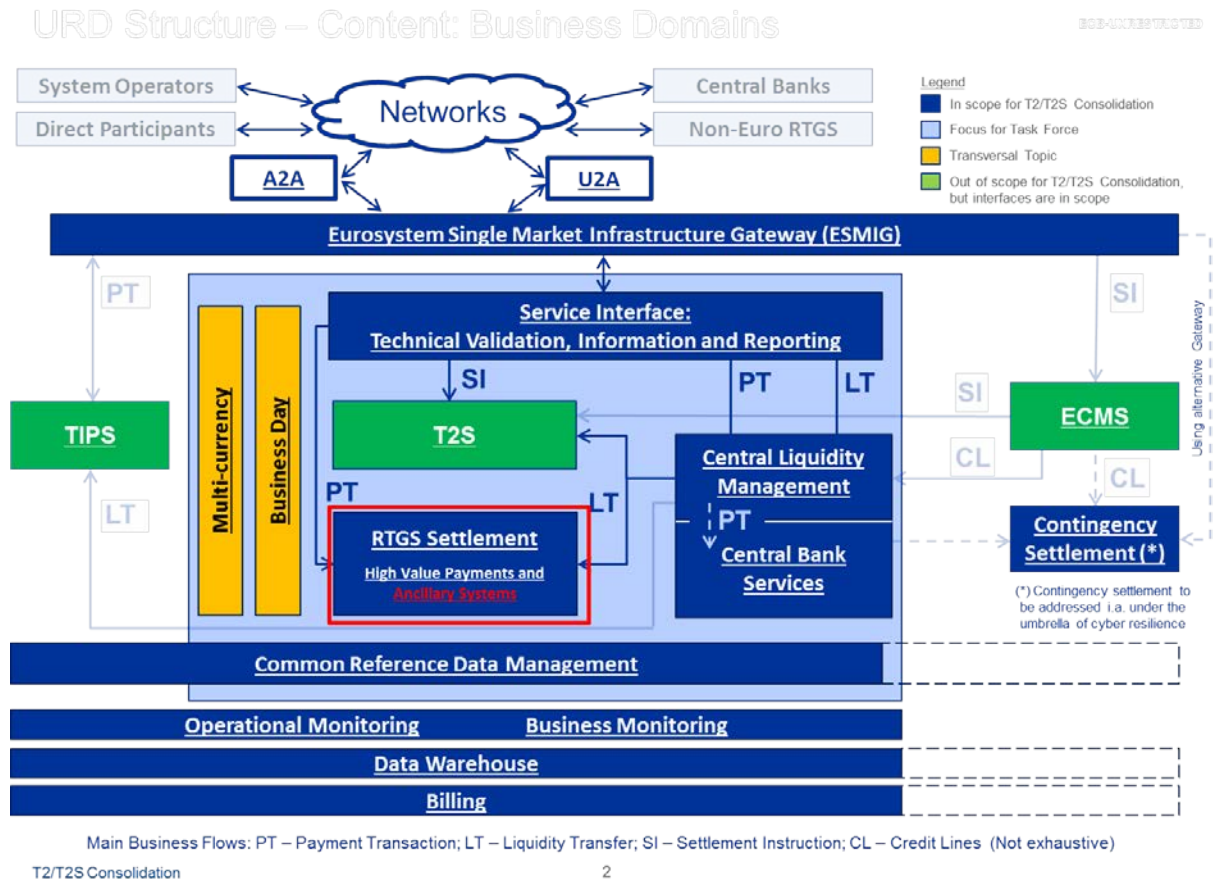 URD Structure – Content: Business Domains
ECB-UNRESTRICTED
System Operators
Direct Participants
Networks
Central Banks
Non-Euro RTGS
Legend
In scope for T2/T2S Consolidation
Focus for Task Force
Transversal Topic
Out of scope for T2/T2S Consolidation,
but interfaces are in scope
A2A
U2A
Eurosystem Single Market Infrastructure Gateway (ESMIG)
PT
SI
Using alternative Gateway
Service Interface:
Technical Validation, Information and Reporting
SI
PT
LT
SI
Multi-currency
Business Day
TIPS
T2S
ECMS
Central Liquidity
Management
CL
CL
LT
PT
LT
PT
RTGS Settlement
High Value Payments and
Ancillary Systems
Central Bank
Services
Contingency
Settlement (*)
(*) Contingency settlement to
be addressed i.a. under the
umbrella of cyber resilience
Common Reference Data Management
Operational Monitoring
Business Monitoring
Data Warehouse
Billing
Main Business Flows: PT – Payment Transaction; LT – Liquidity Transfer; SI – Settlement Instruction; CL – Credit Lines (Not exhaustive)
T2/T2S Consolidation
2